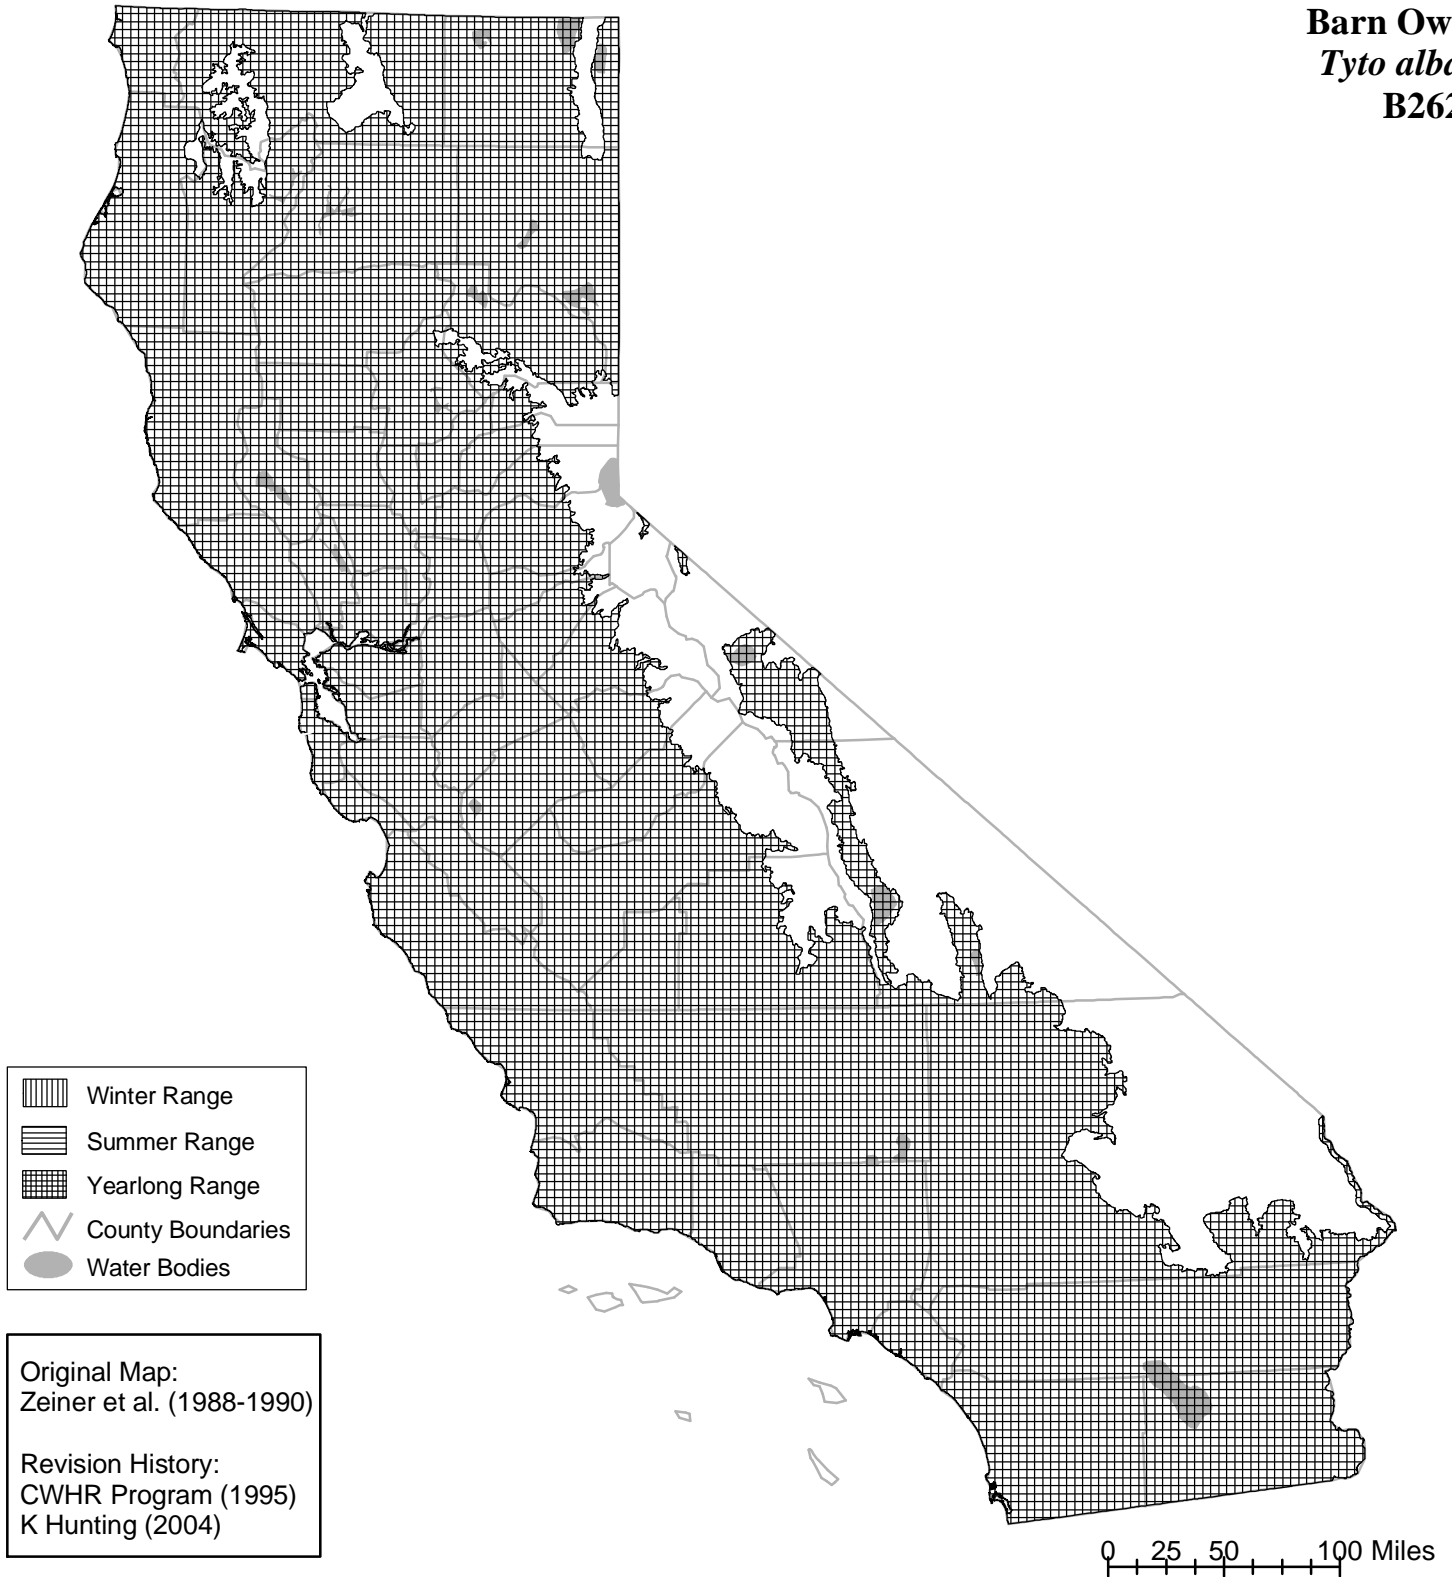 Barn Ow
Tyto alba
B262
Winter Range
Summer Range
Yearlong Range
County Boundaries
Water Bodies
Original Map:
Zeiner et al. (1988-1990)
Revision History:
CWHR Program (1995)
K Hunting (2004)
0 25 50 100 Miles